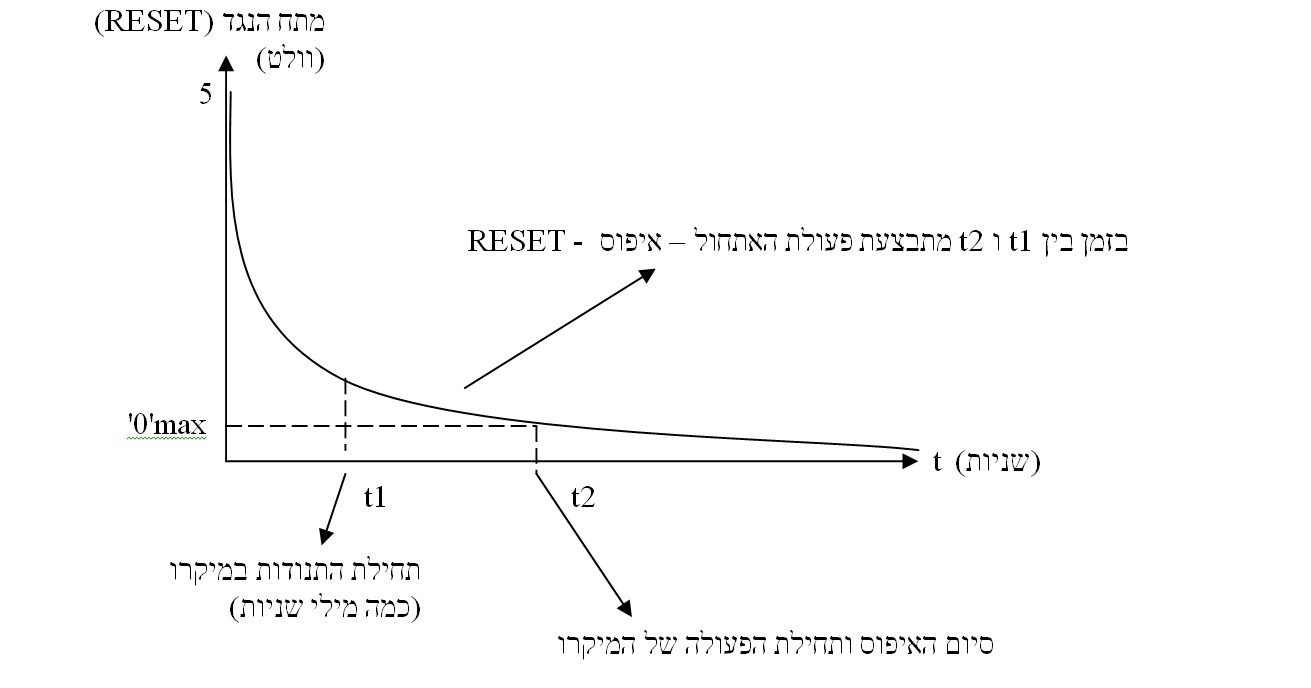 מתח הנגד (RESET)
(וולט)
5
בזמן בין t1 ו t2 מתבצעת פעולת האתחול – איפוס - RESET
'0'max
t (שניות)
t1
t2
תחילת התנודות במיקרו
(כמה מילי שניות)
סיום האיפוס ותחילת הפעולה של המיקרו